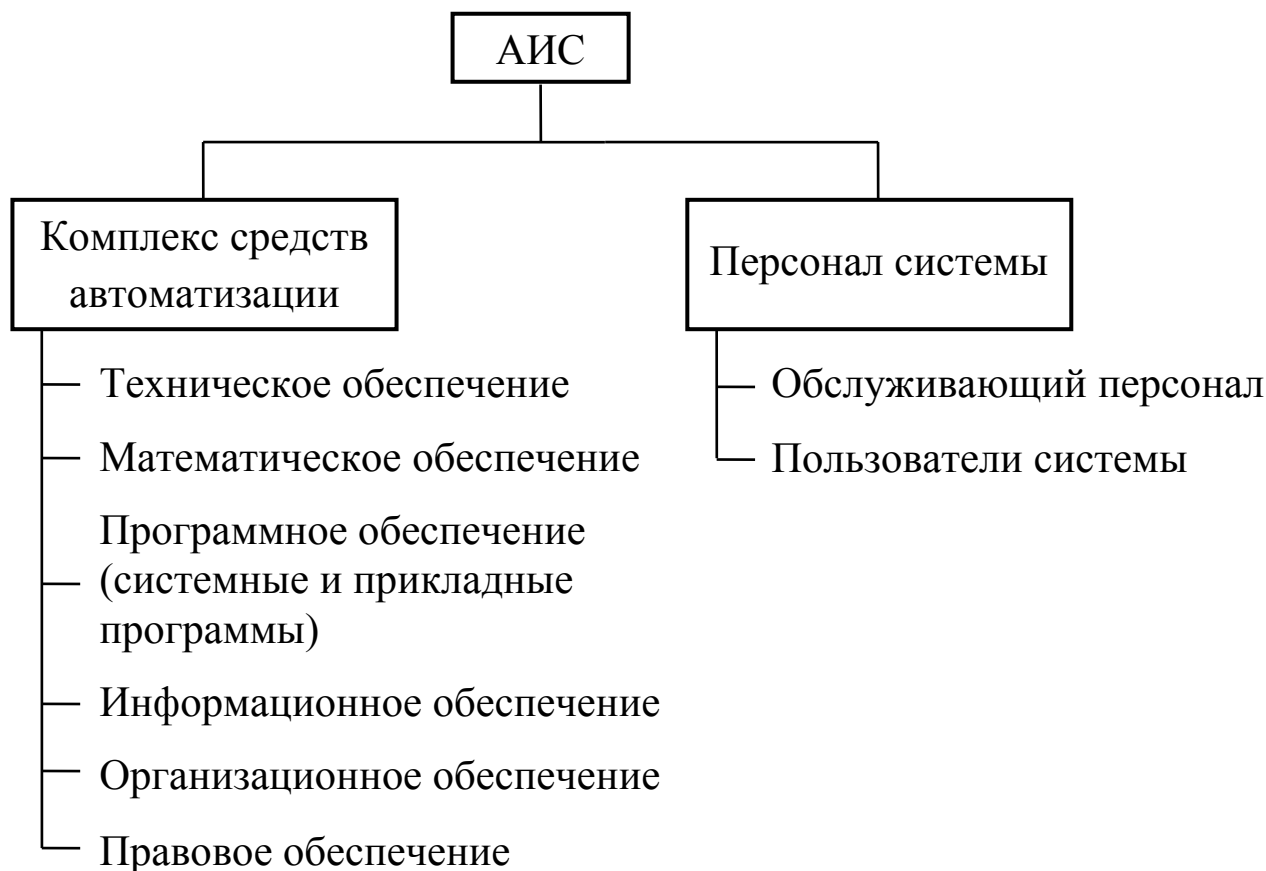 АИС
Комплекс средств
автоматизации
Техническое обеспечение
Математическое обеспечение
Программное обеспечение
(системные и прикладные
программы)
Информационное обеспечение
Организационное обеспечение
Правовое обеспечение
Персонал системы
Обслуживающий персонал
Пользователи системы